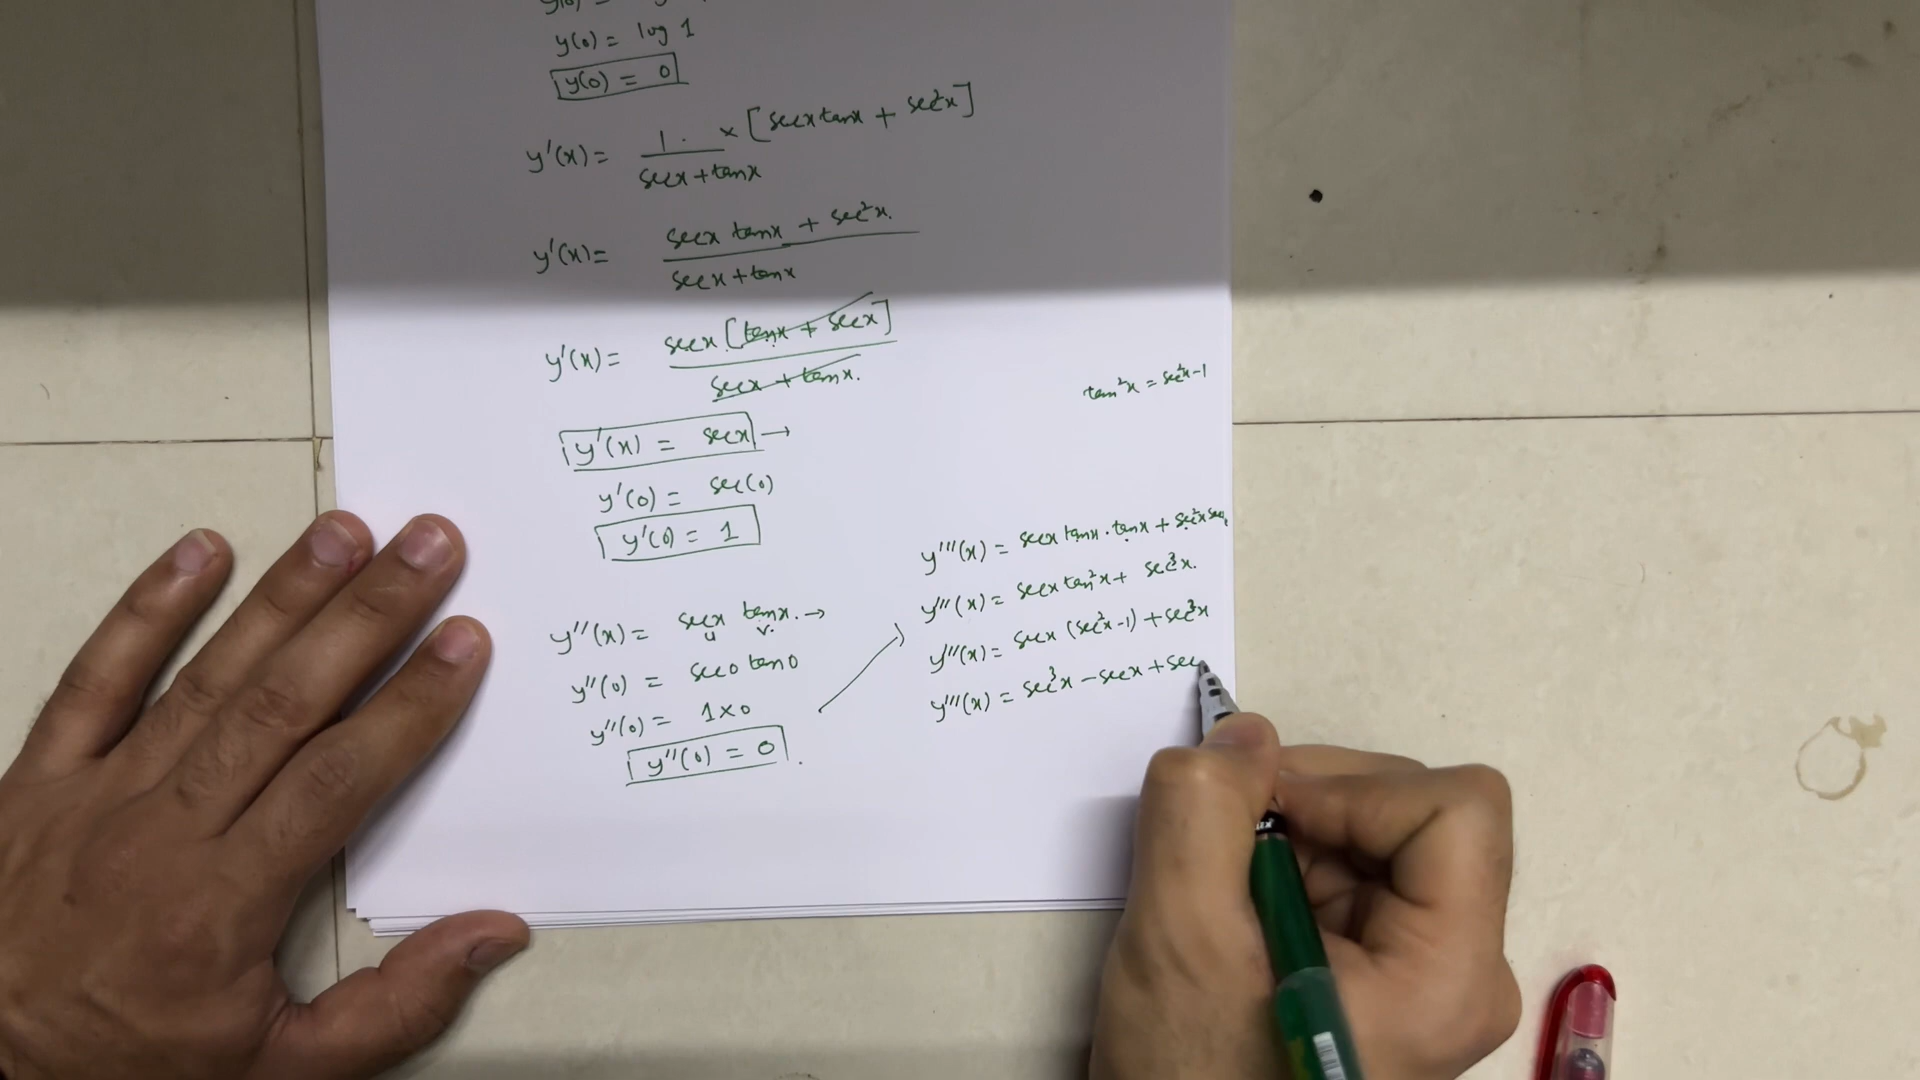 y(0) = log 1
y(0) = 0
y'(x) = 1 / secx+tanx × [secx tanx + sec²x]
y'(x) = secx tanx + sec²x. / secx+tanx
y'(x) = secx [tanx + secx] / secx + tanx.
y'(x) = secx →
y'(0) = sec(0)
y'(0) = 1
y''(x) = secx tanx. →
u v.
y''(0) = sec0 tan0
y''(0) = 1×0
y''(0) = 0
tan²x = sec²x-1
y'''(x) = secx tanx · tanx + sec²x
y'''(x) = secx tan²x + sec³x.
y'''(x) = secx (sec²x-1) + sec³x
y'''(x) = sec³x - secx + sec